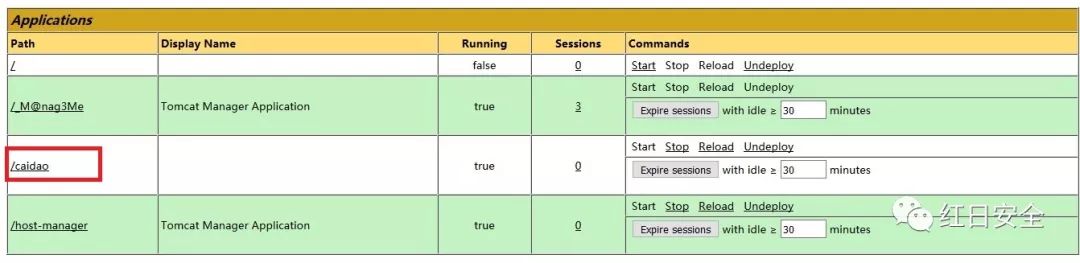 Applications
Path Display Name Running Sessions Commands
/ false 0 Start Stop Reload Undeploy
/_M@nag3Me Tomcat Manager Application true 3 Start Stop Reload Undeploy
Expire sessions with idle ≥ 30 minutes
/caidao true 0 Start Stop Reload Undeploy
Expire sessions with idle ≥ 30 minutes
/host-manager Tomcat Manager Application true 0 Start Stop Reload Undeploy
Expire sessions with idle ≥ 30 minutes
红日安全